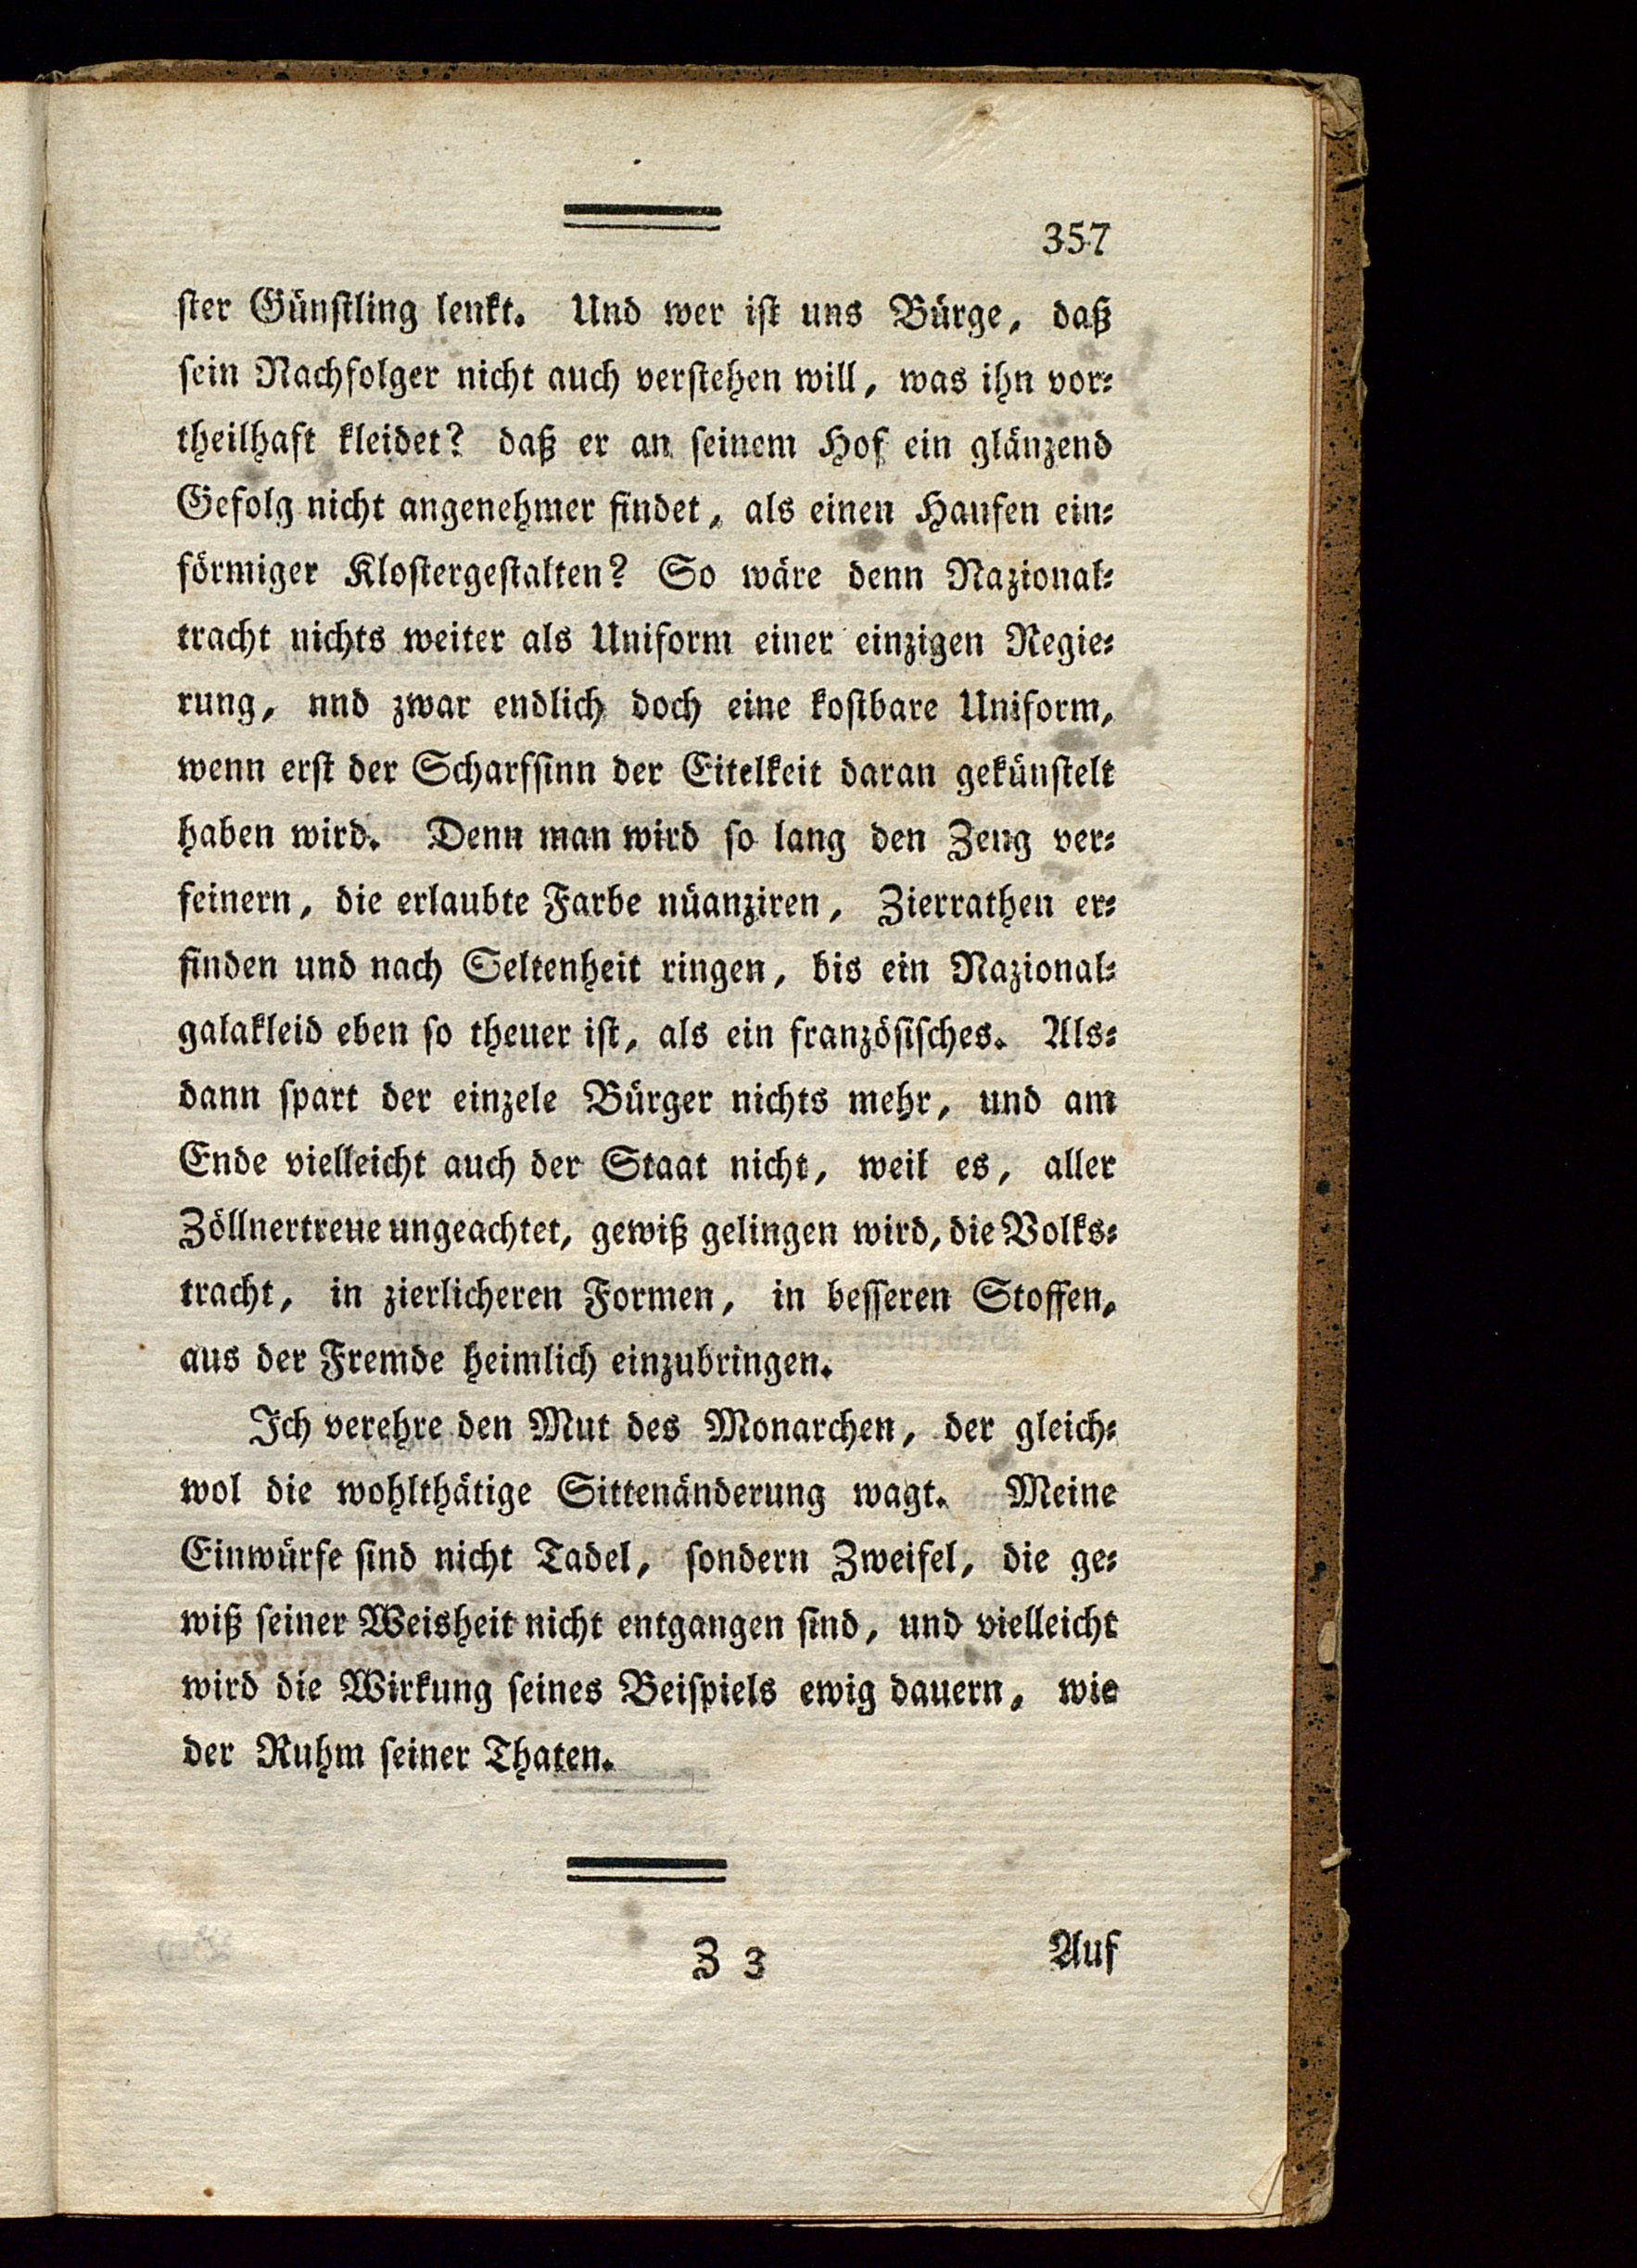 357
ster Günstling lenkt. Und wer ist uns Bürge, daß
sein Nachfolger nicht auch verstehen will, was ihn vor-
theilhaft kleidet? daß er an seinem Hof ein glänzend
Gefolg nicht angenehmer findet, als einen Haufen ein-
förmiger Klostergestalten? So wäre denn Nazional-
tracht nichts weiter als Uniform einer einzigen Regie-
rung, nnd zwar endlich doch eine kostbare Uniform,
wenn erst der Scharfsinn der Eitelkeit daran gekünstelt
haben wird. Denn man wird so lang den Zeug ver-
feinern, die erlaubte Farbe nüanziren, Zierrathen er-
finden und nach Seltenheit ringen, bis ein Nazional-
galakleid eben so theuer ist, als ein französisches. Als-
dann spart der einzele Bürger nichts mehr, und am
Ende vielleicht auch der Staat nicht, weil es, aller
Zöllnertreue ungeachtet, gewiß gelingen wird, die Volks-
tracht, in zierlicheren Formen, in besseren Stoffen,
aus der Fremde heimlich einzubringen.
Ich verehre den Mut des Monarchen, der gleich-
wol die wohlthätige Sittenänderung wagt. Meine
Einwürfe sind nicht Tadel, sondern Zweifel, die ge-
wiß seiner Weisheit nicht entgangen sind, und vielleicht
wird die Wirkung seines Beispiels ewig dauern, wie
der Ruhm seiner Thaten.
Z 3 Auf